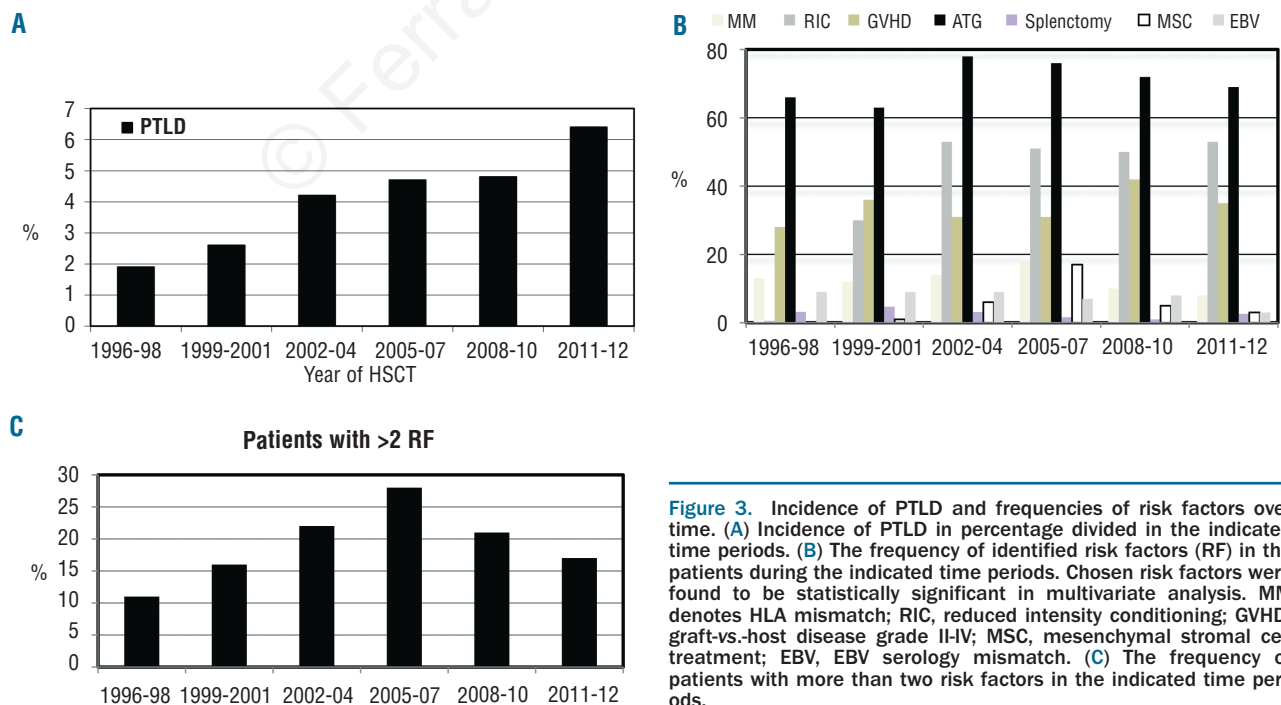 A
© Ferra
7
6
5
4
3
2
1
0
%
PTLD
1996-98 1999-2001 2002-04 2005-07 2008-10 2011-12
Year of HSCT
B
MM RIC GVHD ATG Splenctomy MSC EBV
80
60
40
20
0
%
1996-98 1999-2001 2002-04 2005-07 2008-10 2011-12
C
Patients with >2 RF
30
25
20
15
10
5
0
%
1996-98 1999-2001 2002-04 2005-07 2008-10 2011-12
Figure 3. Incidence of PTLD and frequencies of risk factors ove
time. (A) Incidence of PTLD in percentage divided in the indicate
time periods. (B) The frequency of identified risk factors (RF) in th
patients during the indicated time periods. Chosen risk factors wer
found to be statistically significant in multivariate analysis. MM
denotes HLA mismatch; RIC, reduced intensity conditioning; GVHD
graft-vs.-host disease grade II-IV; MSC, mesenchymal stromal ce
treatment; EBV, EBV serology mismatch. (C) The frequency o
patients with more than two risk factors in the indicated time per
ods.